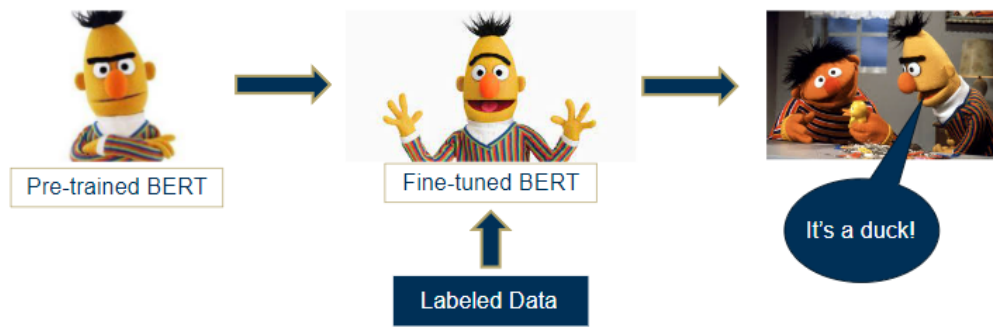 Pre-trained BERT
Fine-tuned BERT
It's a duck!
Labeled Data